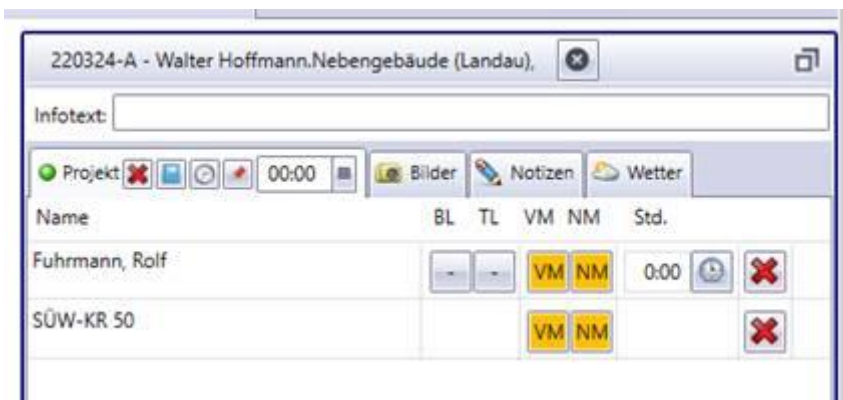 220324-A - Walter Hoffmann.Nebengebäude (Landau),
Infotext:
Projekt 00:00 Bilder Notizen Wetter
Name BL TL VM NM Std.
Fuhrmann, Rolf - - VM NM 0:00
SÜW-KR 50 VM NM